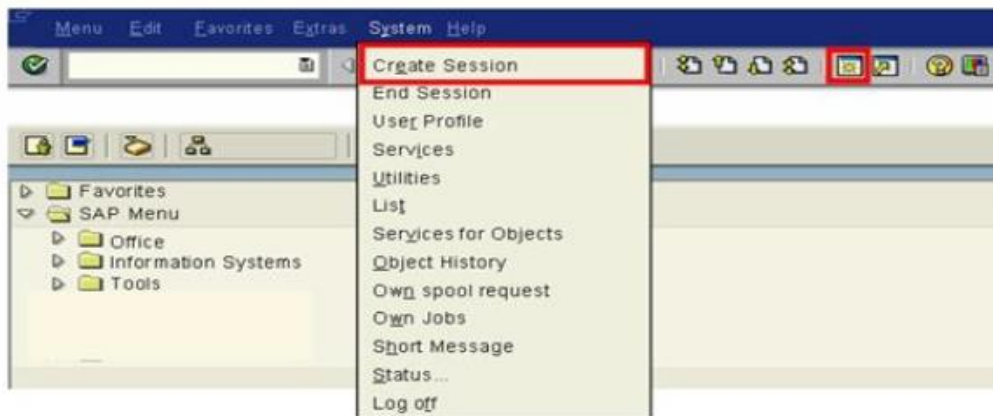 Menu Edit Favorites Extras System Help
Create Session
End Session
User Profile
Services
Utilities
List
Services for Objects
Object History
Own spool request
Own Jobs
Short Message
Status...
Log off
Favorites
SAP Menu
Office
Information Systems
Tools